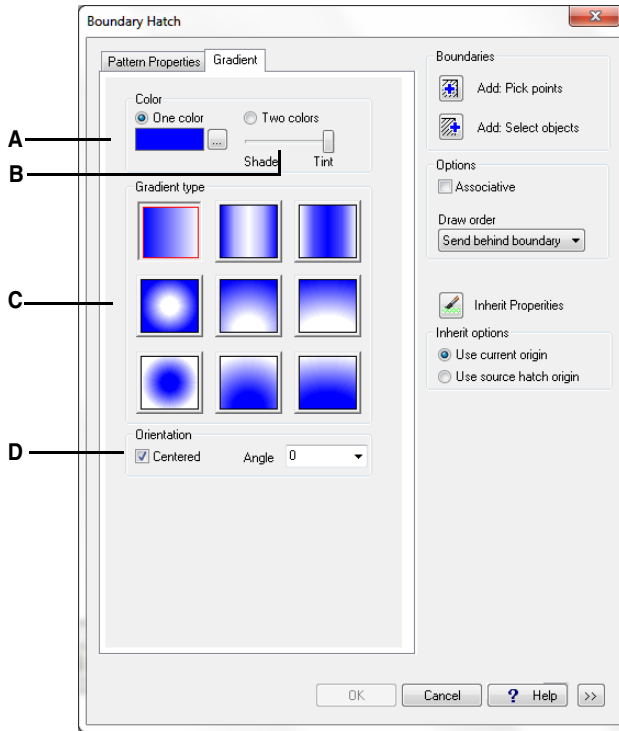 Boundary Hatch
Pattern Properties
Gradient
Color
One color
Two colors
...
Shade
Tint
Gradient type
Orientation
Centered
Angle
0
Boundaries
Add: Pick points
Add: Select objects
Options
Associative
Draw order
Send behind boundary
Inherit Properities
Inherit options
Use current origin
Use source hatch origin
OK
Cancel
? Help
>>
A
B
C
D